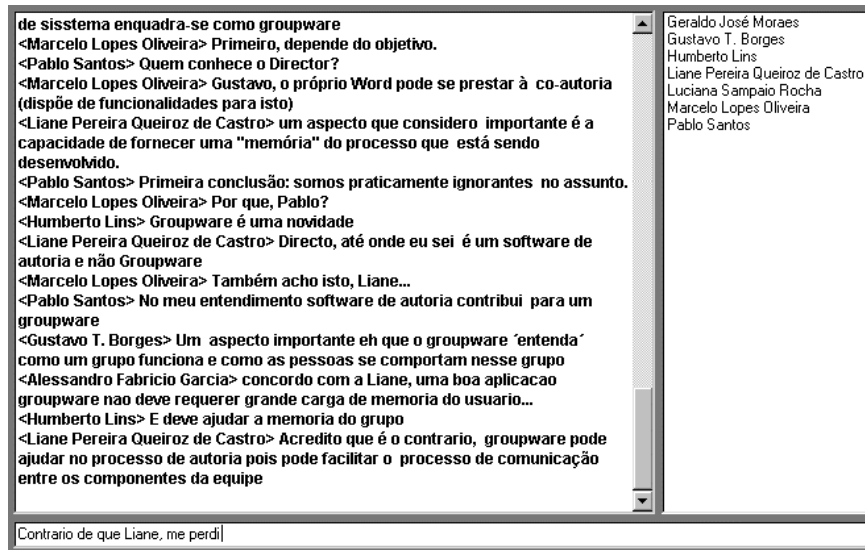 de sisstema enquadra-se como groupware
<Marcelo Lopes Oliveira> Primeiro, depende do objetivo.
<Pablo Santos> Quem conhece o Director?
<Marcelo Lopes Oliveira> Gustavo, o próprio Word pode se prestar à co-autoria
(dispõe de funcionalidades para isto)
<Liane Pereira Queiroz de Castro> um aspecto que considero importante é a
capacidade de fornecer uma "memória" do processo que está sendo
desenvolvido.
<Pablo Santos> Primeira conclusão: somos praticamente ignorantes no assunto.
<Marcelo Lopes Oliveira> Por que, Pablo?
<Humberto Lins> Groupware é uma novidade
<Liane Pereira Queiroz de Castro> Directo, até onde eu sei é um software de
autoria e não Groupware
<Marcelo Lopes Oliveira> Também acho isto, Liane...
<Pablo Santos> No meu entendimento software de autoria contribui para um
groupware
<Gustavo T. Borges> Um aspecto importante eh que o groupware ´entenda´
como um grupo funciona e como as pessoas se comportam nesse grupo
<Alessandro Fabricio Garcia> concordo com a Liane, uma boa aplicacao
groupware nao deve requerer grande carga de memoria do usuario...
<Humberto Lins> E deve ajudar a memoria do grupo
<Liane Pereira Queiroz de Castro> Acredito que é o contrario, groupware pode
ajudar no processo de autoria pois pode facilitar o processo de comunicação
entre os componentes da equipe
Geraldo José Moraes
Gustavo T. Borges
Humberto Lins
Liane Pereira Queiroz de Castro
Luciana Sampaio Rocha
Marcelo Lopes Oliveira
Pablo Santos
Contrario de que Liane, me perdi